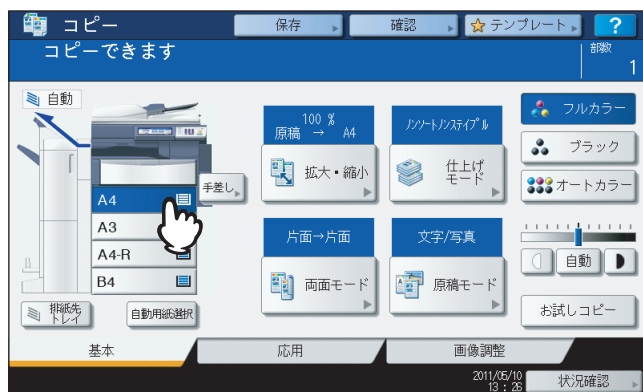 コピー
保存
確認
テンプレート
?
コピーできます
部数
1
自動
A4
A3
A4-R
B4
手差し
排紙先
トレイ
自動用紙選択
100 %
原稿 → A4
拡大・縮小
ﾉﾝｿｰﾄﾉﾝｽﾃｲﾌﾟﾙ
仕上げ
モード
片面→片面
両面モード
文字/写真
原稿モード
フルカラー
ブラック
オートカラー
自動
お試しコピー
基本
応用
画像調整
2011/05/10
13 : 26
状況確認